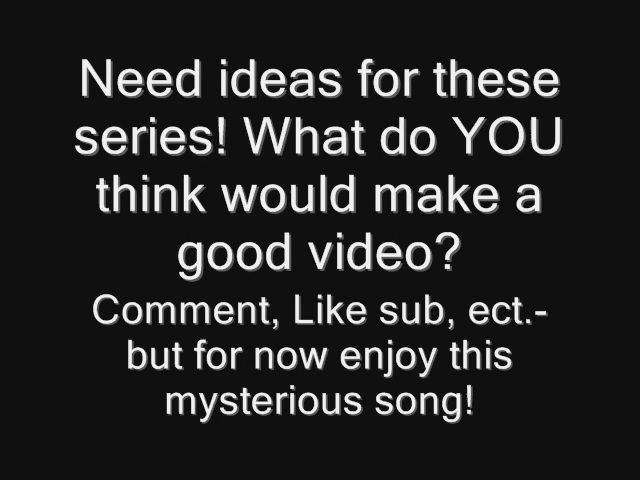 Need ideas for these
series! What do YOU
think would make a
good video?
Comment, Like sub, ect.-
but for now enjoy this
mysterious song!